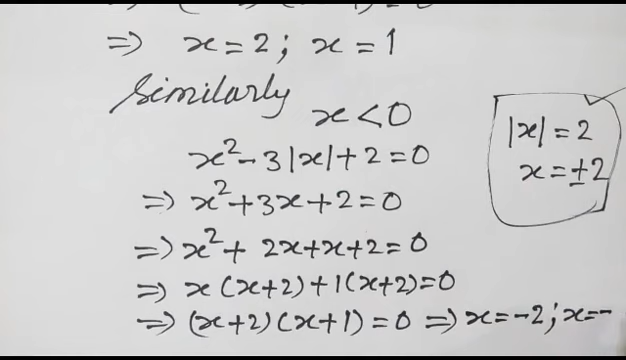 ⇒ x = 2 ; x = 1
Similarly
x < 0
x² - 3|x| + 2 = 0
⇒ x² + 3x + 2 = 0
⇒ x² + 2x + x + 2 = 0
⇒ x(x+2) + 1(x+2) = 0
⇒ (x+2)(x+1) = 0 ⇒ x = -2 ; x = -
|x| = 2
x = ±2